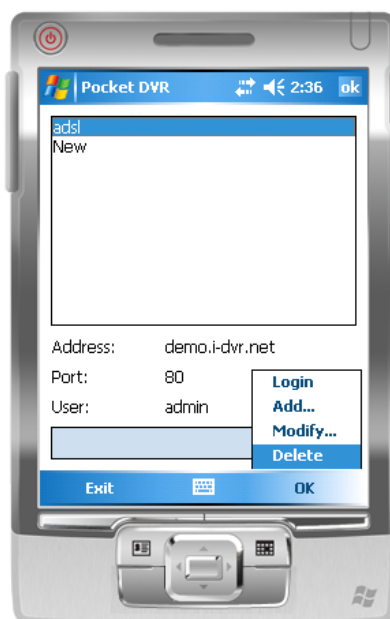 Pocket DVR 2:36 ok
adsl
New
Address: demo.i-dvr.net
Port: 80
User: admin
Login
Add...
Modify...
Delete
Exit OK